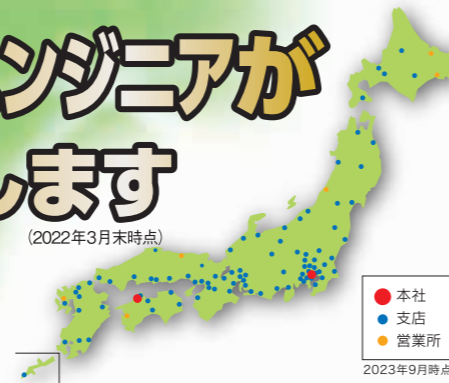 ンジニアが
します
(2022年3月末時点)
本社
支店
営業所
2023年9月時点